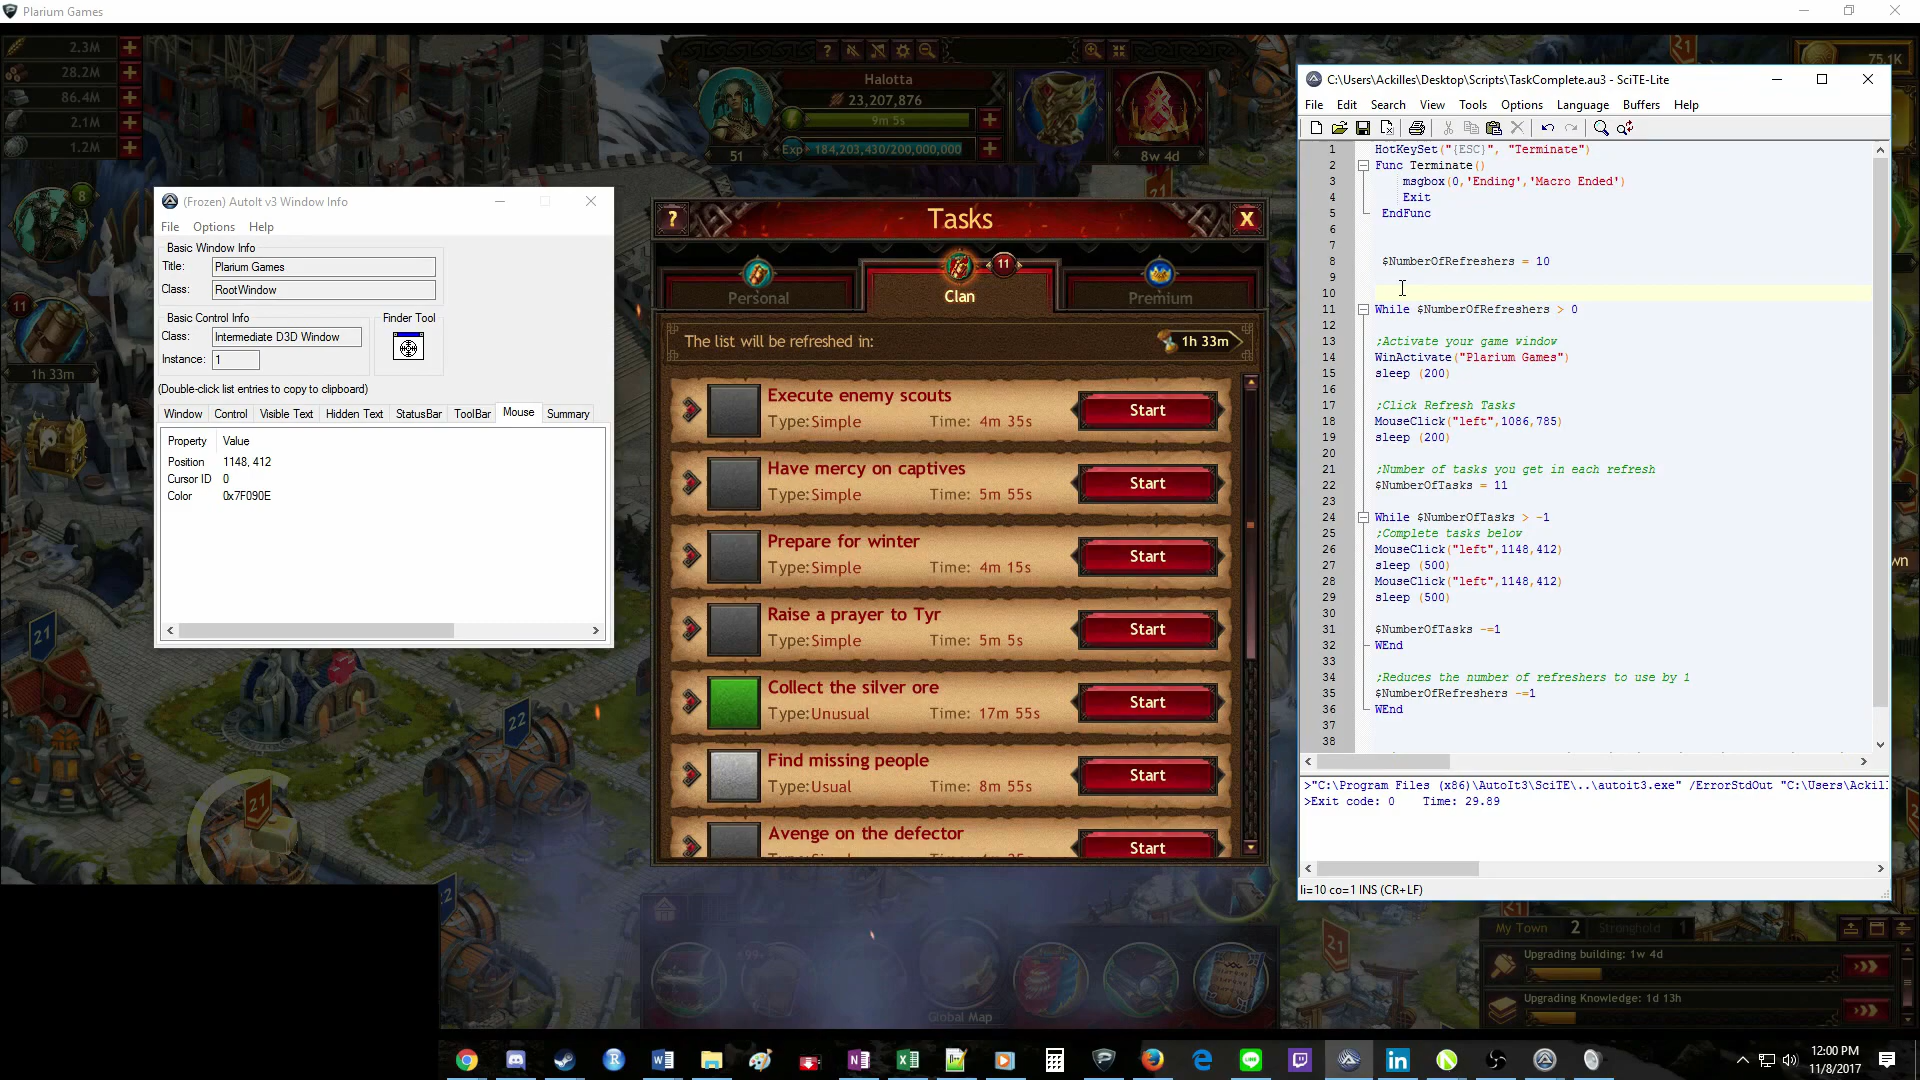 Plarium Games
2.3M
28.2M
86.4M
2.1M
1.2M
8
11
1h 33m
21
Halotta
23,207,876
9m 5s
51
Exp 184,203,430/200,000,000
8w 4d
21
75.1K
(Frozen) AutoIt v3 Window Info
File Options Help
Basic Window Info
Title: Plarium Games
Class: RootWindow
Basic Control Info
Class: Intermediate D3D Window
Instance: 1
Finder Tool
(Double-click list entries to copy to clipboard)
Window Control Visible Text Hidden Text StatusBar ToolBar Mouse Summary
Property Value
Position 1148, 412
Cursor ID 0
Color 0x7F090E
? Tasks X
Personal
Clan
11
Premium
The list will be refreshed in: 1h 33m
Execute enemy scouts
Type:Simple Time: 4m 35s
Start
Have mercy on captives
Type:Simple Time: 5m 55s
Start
Prepare for winter
Type:Simple Time: 4m 15s
Start
Raise a prayer to Tyr
Type:Simple Time: 5m 5s
Start
Collect the silver ore
Type:Unusual Time: 17m 55s
Start
Find missing people
Type:Usual Time: 8m 55s
Start
Avenge on the defector
Start
C:\Users\Ackilles\Desktop\Scripts\TaskComplete.au3 - SciTE-Lite
File Edit Search View Tools Options Language Buffers Help
1 HotKeySet("{ESC}", "Terminate")
2 Func Terminate()
3 msgbox(0,'Ending','Macro Ended')
4 Exit
5 EndFunc
6
7
8 $NumberOfRefreshers = 10
9
10
11 While $NumberOfRefreshers > 0
12
13 ;Activate your game window
14 WinActivate("Plarium Games")
15 sleep (200)
16
17 ;Click Refresh Tasks
18 MouseClick("left",1086,785)
19 sleep (200)
20
21 ;Number of tasks you get in each refresh
22 $NumberOfTasks = 11
23
24 While $NumberOfTasks > -1
25 ;Complete tasks below
26 MouseClick("left",1148,412)
27 sleep (500)
28 MouseClick("left",1148,412)
29 sleep (500)
30
31 $NumberOfTasks -=1
32 WEnd
33
34 ;Reduces the number of refreshers to use by 1
35 $NumberOfRefreshers -=1
36 WEnd
37
38
>"C:\Program Files (x86)\AutoIt3\SciTE\..\autoit3.exe" /ErrorStdOut "C:\Users\Ackil
>Exit code: 0 Time: 29.89
li=10 co=1 INS (CR+LF)
21
22
21
22
21
My Town 2 Stronghold 1
Upgrading building: 1w 4d
Upgrading Knowledge: 1d 13h
Global Map
12:00 PM
11/8/2017